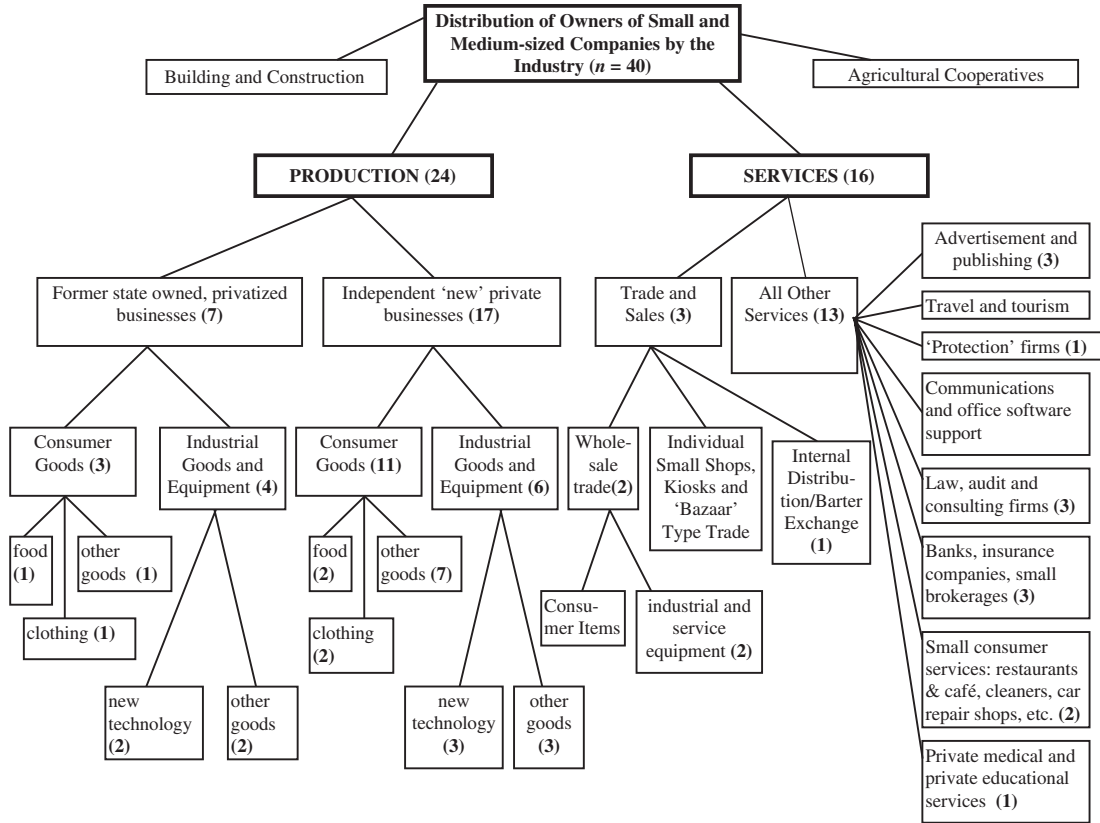 Distribution of Owners of Small and
Medium-sized Companies by the
Industry (n = 40)
Building and Construction
Agricultural Cooperatives
PRODUCTION (24)
SERVICES (16)
Former state owned, privatized
businesses (7)
Independent ‘new’ private
businesses (17)
Trade and
Sales (3)
All Other
Services (13)
Advertisement and
publishing (3)
Travel and tourism
‘Protection’ firms (1)
Communications
and office software
support
Law, audit and
consulting firms (3)
Banks, insurance
companies, small
brokerages (3)
Small consumer
services: restaurants
& café, cleaners, car
repair shops, etc. (2)
Private medical and
private educational
services (1)
Consumer
Goods (3)
Industrial
Goods and
Equipment (4)
Consumer
Goods (11)
Industrial
Goods and
Equipment (6)
Whole-
sale
trade(2)
Individual
Small Shops,
Kiosks and
‘Bazaar’
Type Trade
Internal
Distribu-
tion/Barter
Exchange
(1)
food
(1)
other
goods (1)
clothing (1)
new
technology
(2)
other
goods (2)
food
(2)
other
goods (7)
clothing
(2)
new
technology
(3)
other
goods
(3)
Consu-
mer Items
industrial and
service
equipment (2)